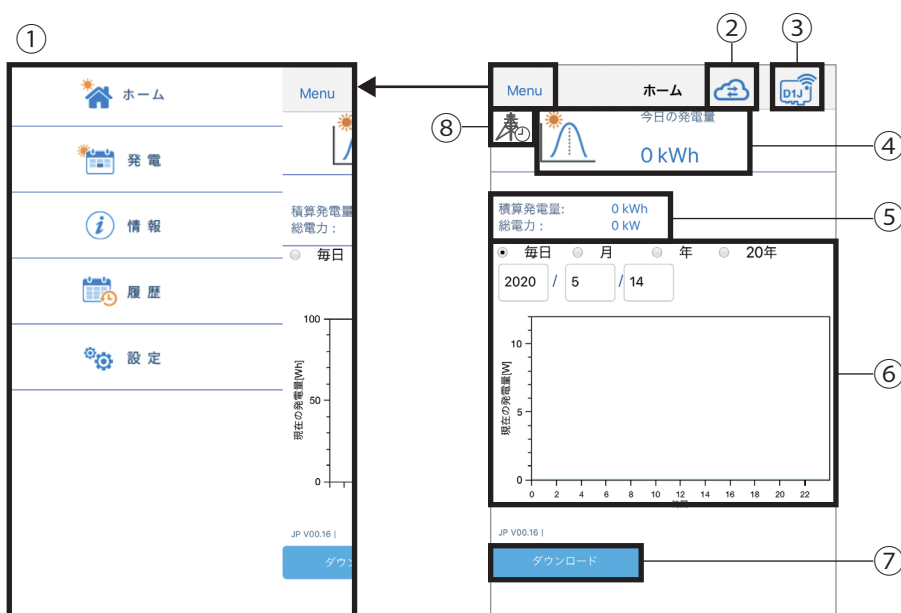 ①
ホーム
発電
情報
履歴
設定
Menu
積算発電量
総電力：
毎日
100
50
0
現在の発電量[Wh]
JP V00.16 |
ダウン
②
③
Menu
ホーム
D1J
⑧
今日の発電量
0 kWh
④
積算発電量: 0 kWh
総電力： 0 kW
⑤
毎日 月 年 20年
2020 / 5 / 14
10
5
0
現在の発電量[W]
0 2 4 6 8 10 12 14 16 18 20 22
時間
⑥
JP V00.16 |
ダウンロード
⑦